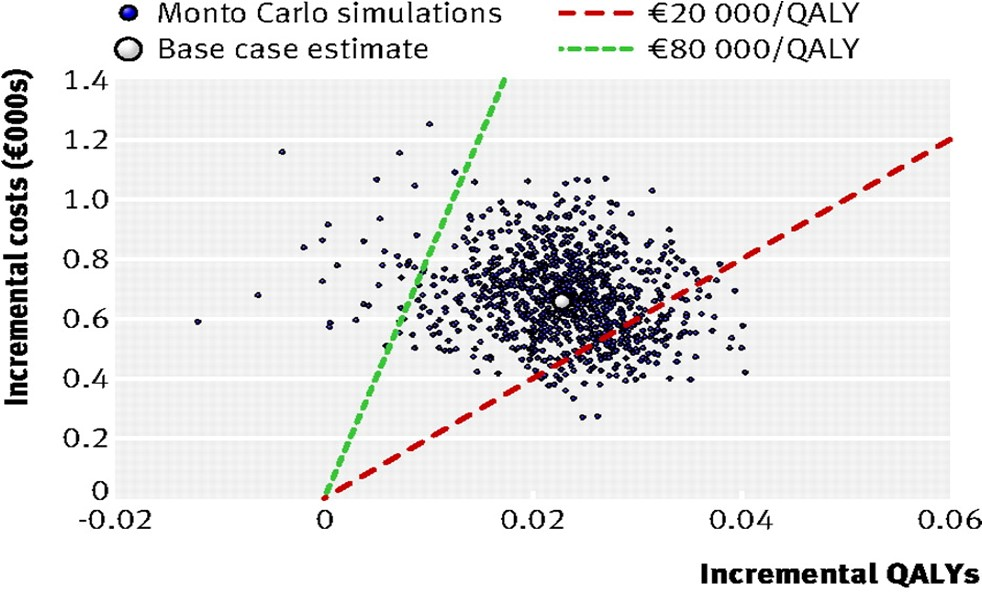 Monte Carlo simulations
€20 000/QALY
Base case estimate
€80 000/QALY
Incremental costs (€000s)
1.4
1.2
1.0
0.8
0.6
0.4
0.2
0
-0.02 0 0.02 0.04 0.06
Incremental QALYs